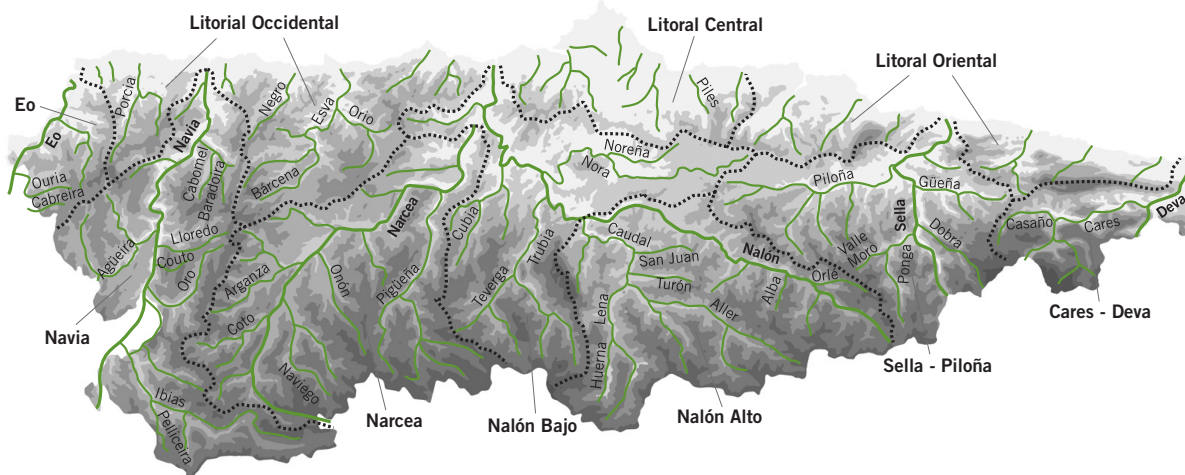 Litorial Occidental
Litoral Central
Litoral Oriental
Eo
Eo
Porcía
Navia
Negro
Esva
Orio
Piles
Noreña
Nora
Ouria
Cabreira
Cabornel
Baradoira
Bárcena
Narcea
Cubia
Piloña
Güeña
Sella
Dobra
Casaño
Cares
Deva
Agüeira
Lloredo
Couto
Oro
Arganza
Onón
Pigüeña
Teverga
Trubia
Caudal
San Juan
Nalón
Turón
Aller
Alba
Orlé
Valle
Moro
Ponga
Navia
Coto
Naviego
Lena
Huerna
Cares - Deva
Sella - Piloña
Ibias
Pelliceira
Narcea
Nalón Bajo
Nalón Alto